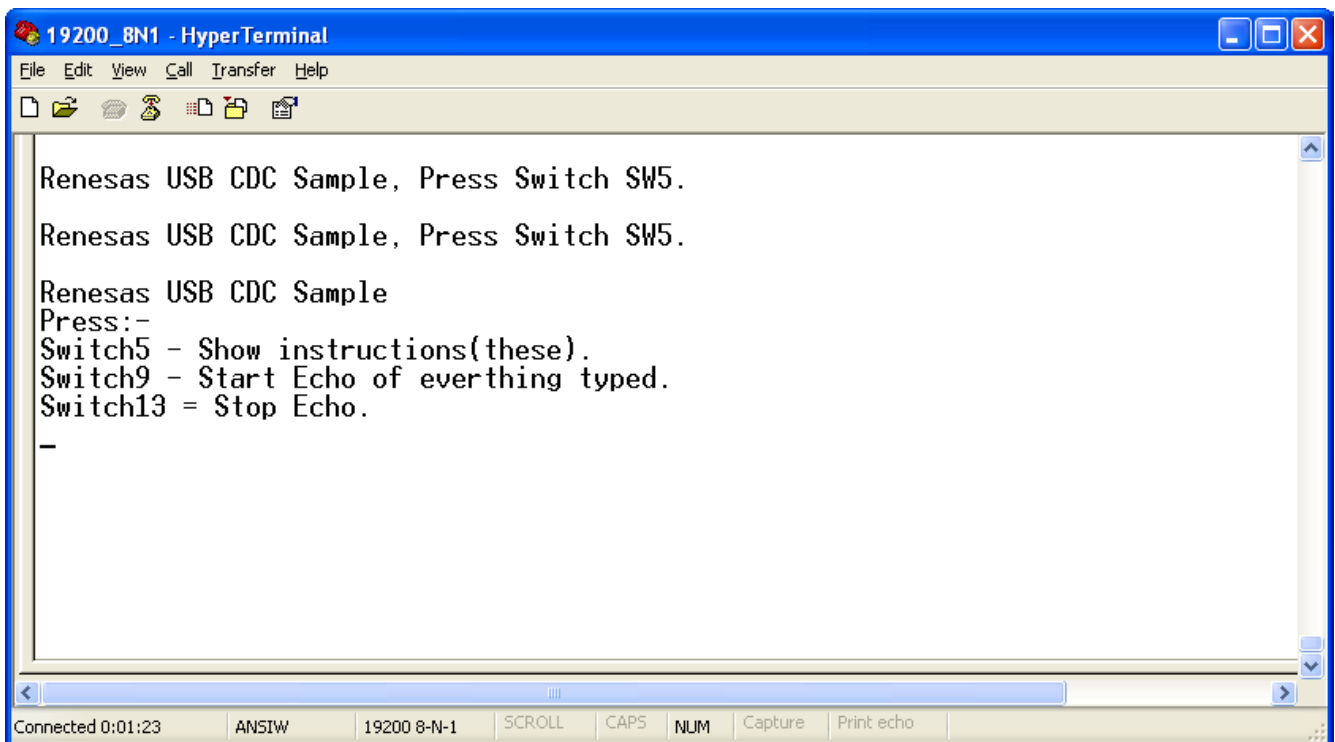 19200_8N1 - HyperTerminal
File Edit View Call Transfer Help
Renesas USB CDC Sample, Press Switch SW5.
Renesas USB CDC Sample, Press Switch SW5.
Renesas USB CDC Sample
Press:-
Switch5 - Show instructions(these).
Switch9 - Start Echo of everthing typed.
Switch13 = Stop Echo.
Connected 0:01:23 ANSIW 19200 8-N-1 SCROLL CAPS NUM Capture Print echo